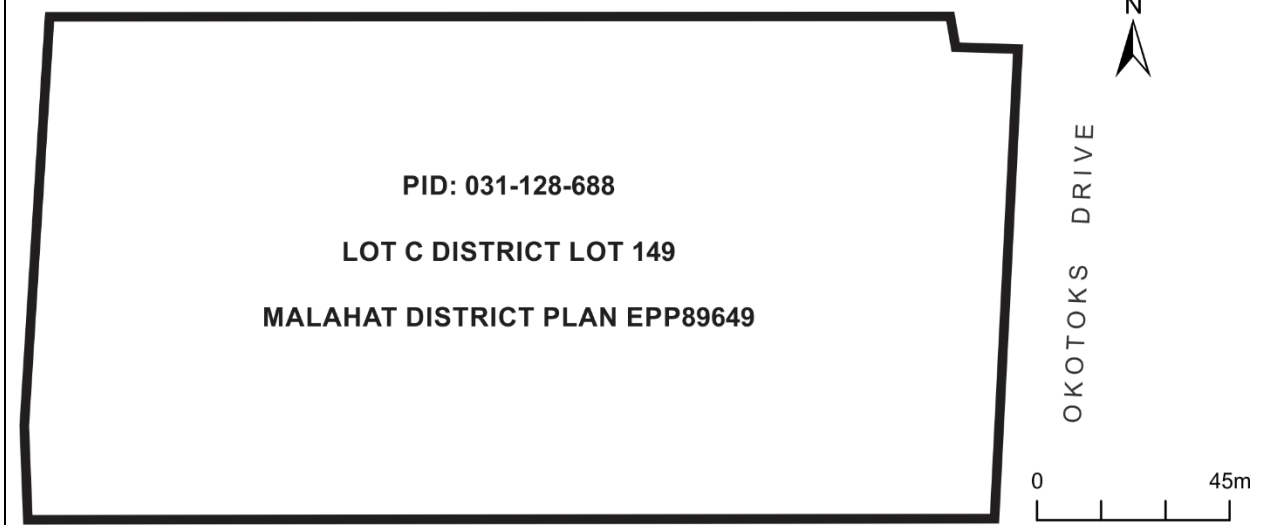 N
PID: 031-128-688
LOT C DISTRICT LOT 149
MALAHAT DISTRICT PLAN EPP89649
OKOTOKS DRIVE
0 45m